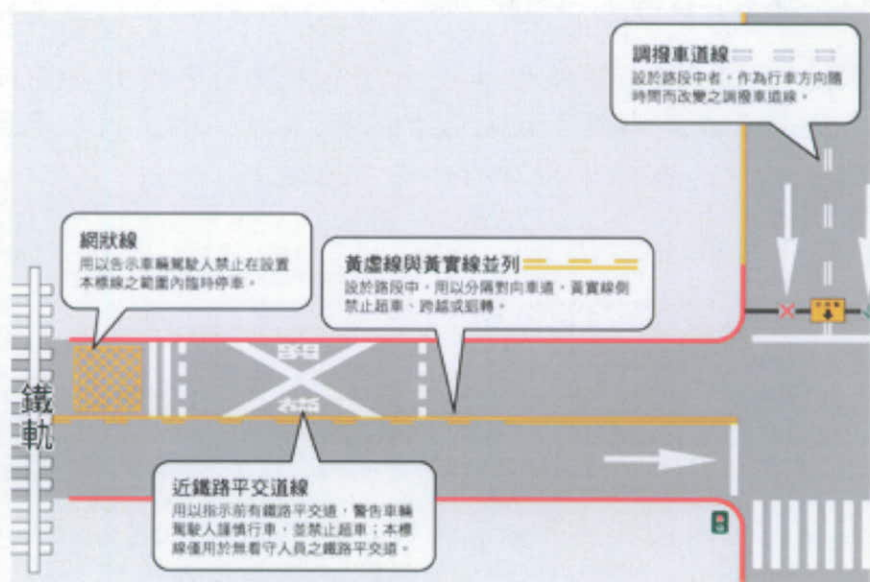 調撥車道線
設於路段中者，作為行車方向隨
時間而改變之調撥車道線。
網狀線
用以告示車輛駕駛人禁止在設置
本標線之範圍內臨時停車。
黃虛線與黃實線並列
設於路段中，用以分隔對向車道，黃實線側
禁止超車、跨越或迴轉。
鐵
軌
近鐵路平交道線
用以指示前有鐵路平交道，警告車輛
駕駛人謹慎行車，並禁止超車；本標
線僅用於無看守人員之鐵路平交道。